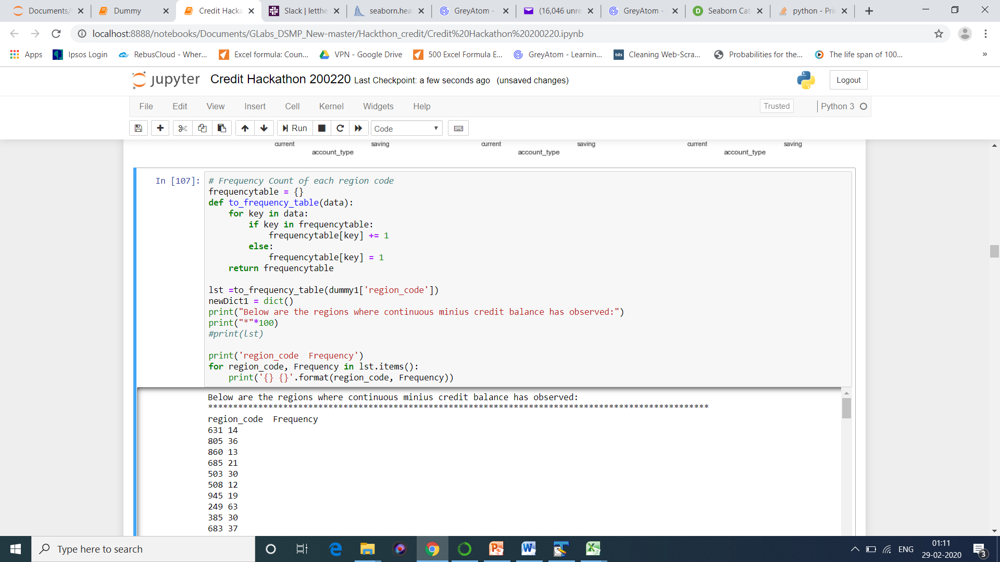 Documents/
Dummy
Credit Hacka
Slack | letthe
seaborn.hea
GreyAtom -
(16,046 unre
GreyAtom -
Seaborn Cat
python - Prin
localhost:8888/notebooks/Documents/GLabs_DSMP_New-master/Hackthon_credit/Credit%20Hackathon%20200220.ipynb
Apps
Ipsos Login
RebusCloud - Wher...
Excel formula: Coun...
VPN - Google Drive
500 Excel Formula E...
GreyAtom - Learnin...
tds Cleaning Web-Scra...
Probabilities for the...
The life span of 100...
»
jupyter Credit Hackathon 200220 Last Checkpoint: a few seconds ago (unsaved changes)
Logout
File Edit View Insert Cell Kernel Widgets Help
Trusted
Python 3
Run
Code
current saving current saving current saving
account_type account_type account_type
In [107]:
# Frequency Count of each region code
frequencytable = {}
def to_frequency_table(data):
    for key in data:
        if key in frequencytable:
            frequencytable[key] += 1
        else:
            frequencytable[key] = 1
    return frequencytable
lst =to_frequency_table(dummy1['region_code'])
newDict1 = dict()
print("Below are the regions where continuous minius credit balance has observed:")
print("*"*100)
#print(lst)
print('region_code  Frequency')
for region_code, Frequency in lst.items():
    print('{} {}'.format(region_code, Frequency))
Below are the regions where continuous minius credit balance has observed:
****************************************************************************************************
region_code  Frequency
631 14
805 36
860 13
685 21
503 30
508 12
945 19
249 63
385 30
683 37
Type here to search
ENG
01:11
29-02-2020
3